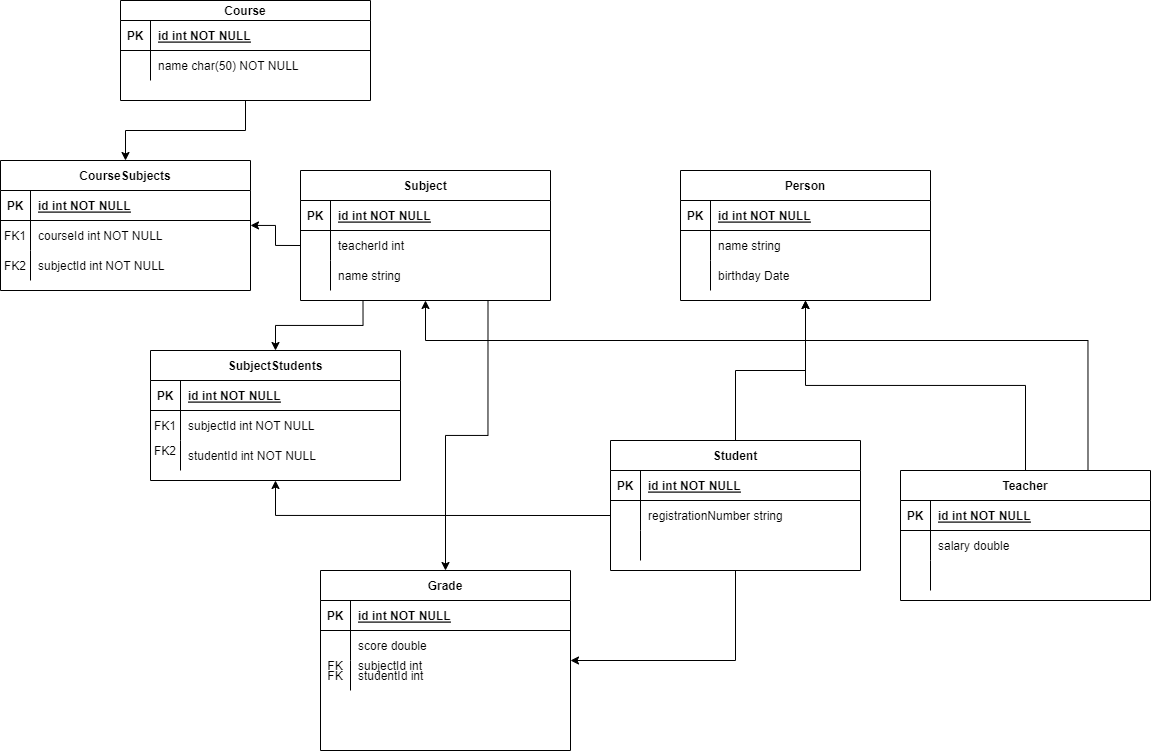 Course
PK id int NOT NULL
name char(50) NOT NULL
CourseSubjects
PK id int NOT NULL
FK1 courseId int NOT NULL
FK2 subjectId int NOT NULL
Subject
PK id int NOT NULL
teacherId int
name string
Person
PK id int NOT NULL
name string
birthday Date
SubjectStudents
PK id int NOT NULL
FK1 subjectId int NOT NULL
FK2 studentId int NOT NULL
Student
PK id int NOT NULL
registrationNumber string
Teacher
PK id int NOT NULL
salary double
Grade
PK id int NOT NULL
score double
FK subjectId int
FK studentId int